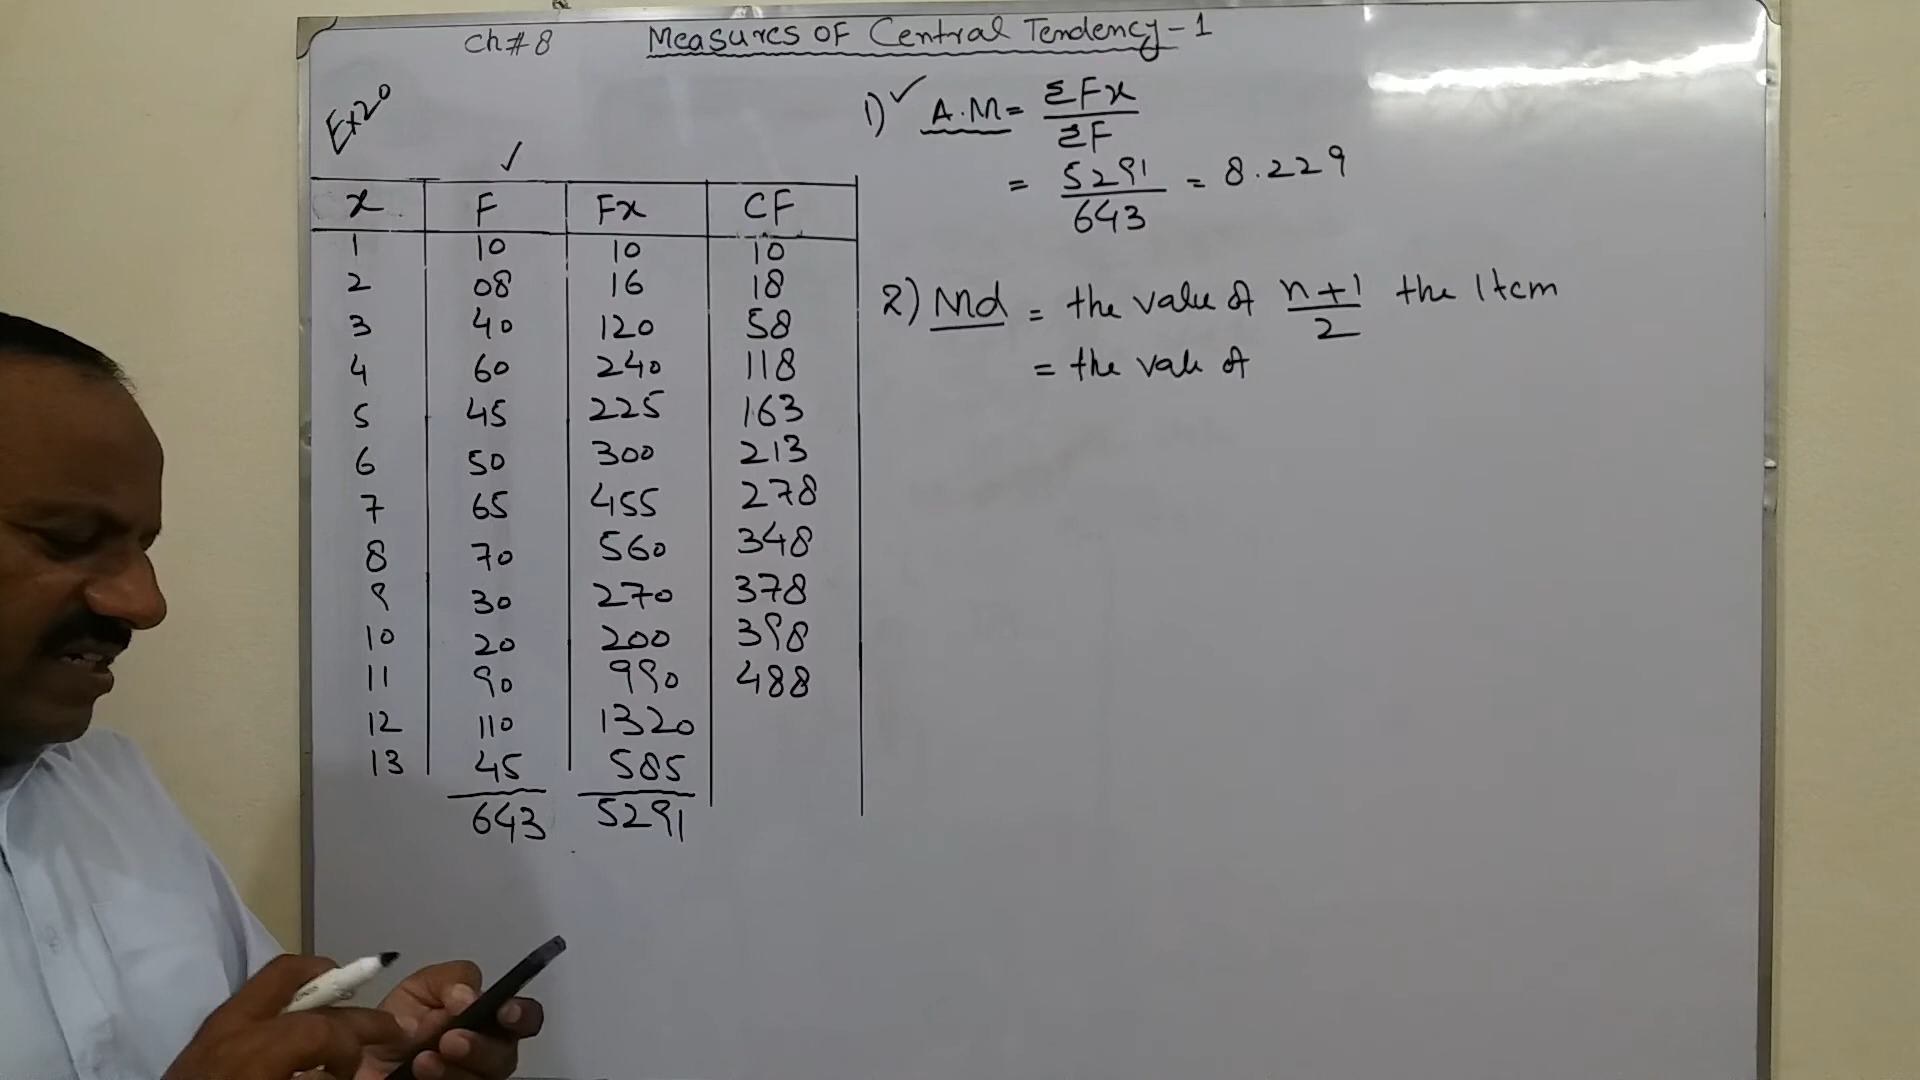 Ch#8 Measures OF Central Tendency-1
Ex20
x F Fx CF
1 10 10 10
2 08 16 18
3 40 120 58
4 60 240 118
5 45 225 163
6 50 300 213
7 65 455 278
8 70 560 348
9 30 270 378
10 20 200 398
11 90 990 488
12 110 1320
13 45 585
643 5291
1) ✓ A.M = ΣFx / ΣF
= 5291 / 643 = 8.229
2) Md = the value of n+1 / 2 the Item
= the valu of